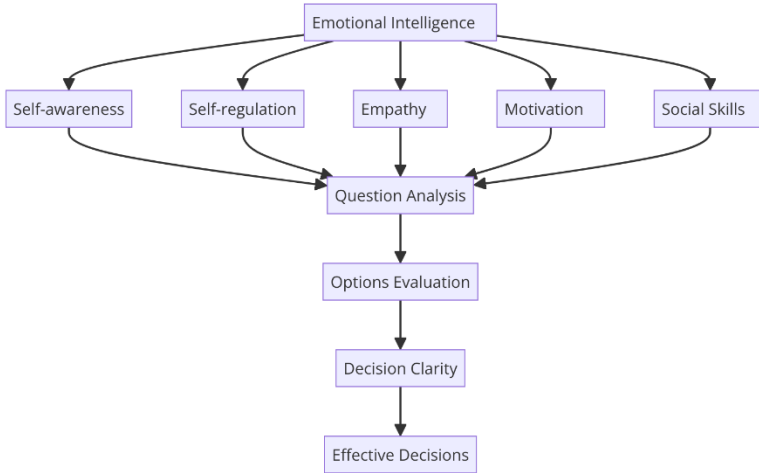 Emotional Intelligence
Self-awareness
Self-regulation
Empathy
Motivation
Social Skills
Question Analysis
Options Evaluation
Decision Clarity
Effective Decisions